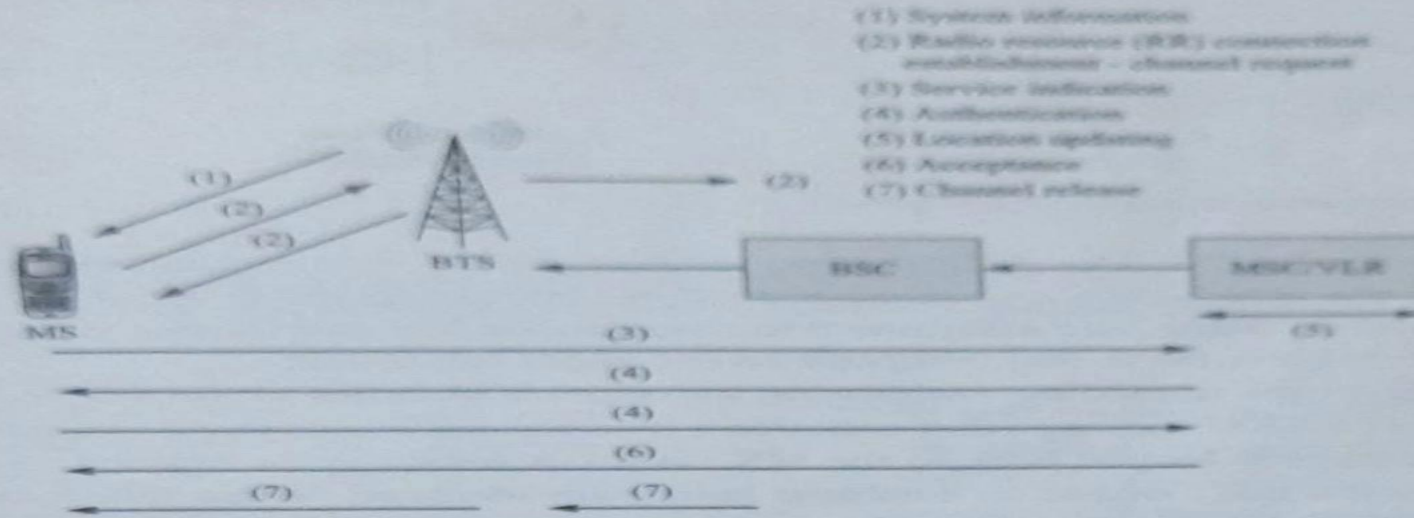 (1) System information
(2) Radio resource (RR) connection
establishment - channel request
(3) Service indication
(4) Authentication
(5) Location updating
(6) Acceptance
(7) Channel release
(1)
(2)
(2)
(2)
BTS
BSC
MSC/VLR
MS
(3)
(5)
(4)
(4)
(6)
(7)
(7)